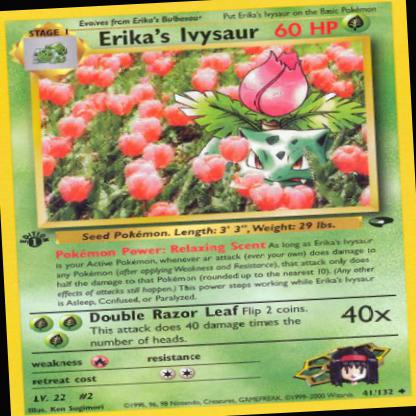 Evolves from Erika's Bulbasaur
Put Erika's Ivysaur on the Basic Pokémon
STAGE 1
Erika's Ivysaur 60 HP
Seed Pokémon. Length: 3' 3", Weight: 29 lbs.
Edition
1
Pokémon Power: Relaxing Scent As long as Erika's Ivysaur
is your Active Pokémon, whenever an attack (even your own) does damage to
any Pokémon (after applying Weakness and Resistance), that attack only does
half the damage to that Pokémon (rounded up to the nearest 10). (Any other
effects of attacks still happen.) This power stops working while Erika's Ivysaur
is Asleep, Confused, or Paralyzed.
Double Razor Leaf Flip 2 coins.
This attack does 40 damage times the
number of heads.
40x
weakness
resistance
retreat cost
LV. 22 #2
Illus. Ken Sugimori
©1995, 96, 98 Nintendo, Creatures, GAMEFREAK. ©1999-2000 Wizards.
41/132